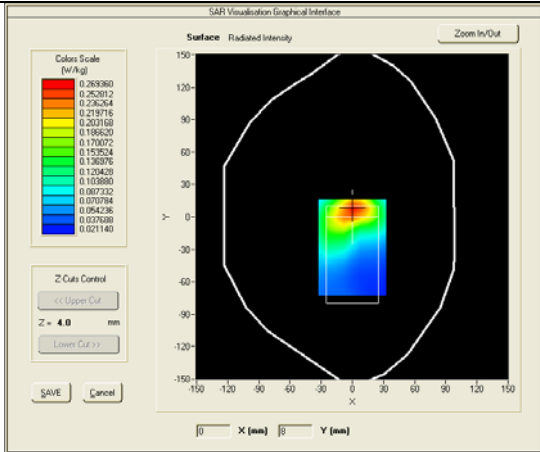 SAR Visualisation Graphical Interface
Surface Radiated Intensity
Zoom In/Out
Colors Scale
(W/kg)
0.269360
0.252812
0.236264
0.219716
0.203168
0.186620
0.170072
0.153524
0.136976
0.120428
0.103880
0.087332
0.070784
0.054236
0.037688
0.021140
150-
120-
90-
60-
30-
Y
0-
-30-
-60-
-90-
-120-
-150-
-150 -120 -90 -60 -30 0 30 60 90 120 150
X
Z Cuts Control
<< Upper Cut
Z = 4.0 mm
Lower Cut >>
SAVE Cancel
0 X (mm) 8 Y (mm)